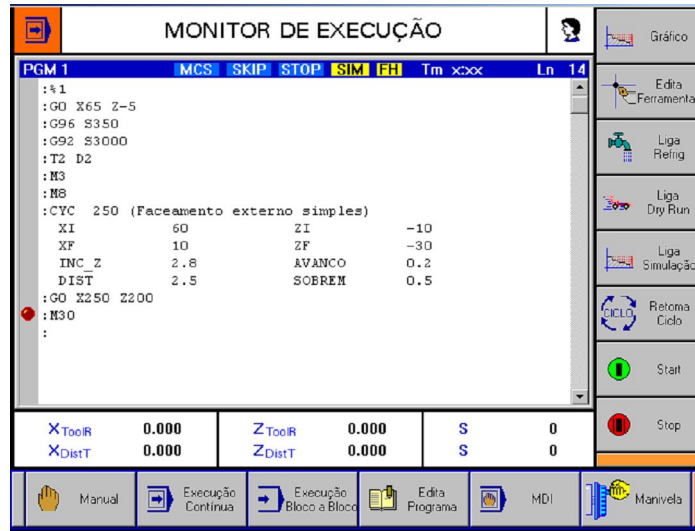 MONITOR DE EXECUÇÃO
PGM 1 MCS SKIP STOP SIM FH Tm x:xx Ln 14
:%1
:G0 X65 Z-5
:G96 S350
:G92 S3000
:T2 D2
:M3
:M8
:CYC 250 (Faceamento externo simples)
XI 60 ZI -10
XF 10 ZF -30
INC_Z 2.8 AVANCO 0.2
DIST 2.5 SOBREM 0.5
:G0 X250 Z200
:M30
:
X ToolR 0.000 Z ToolR 0.000 S 0
X DistT 0.000 Z DistT 0.000 S 0
Gráfico
Edita
Ferramenta
Liga
Refrig
Liga
Dry Run
Liga
Simulação
CICLO
Retoma
Ciclo
Start
Stop
Manual
Execução
Contínua
Execução
Bloco a Bloco
Edita
Programa
MDI
Manivela